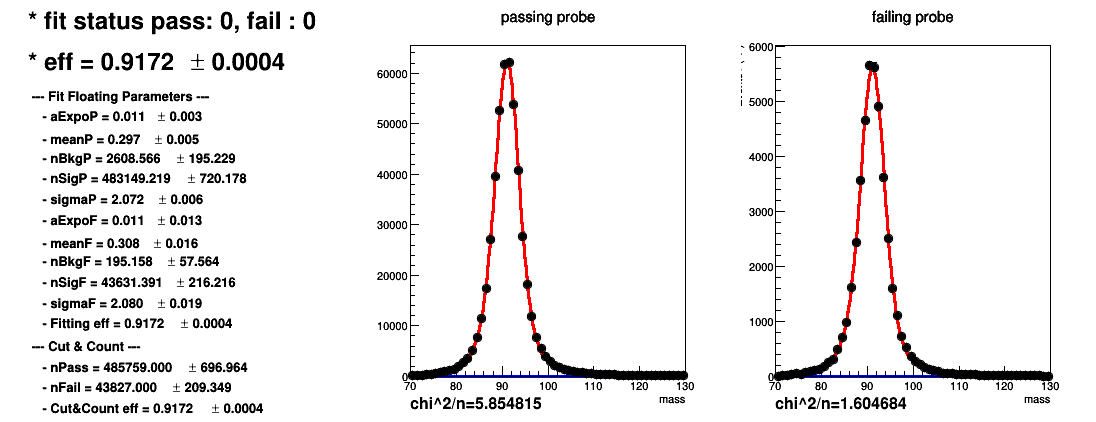 * fit status pass: 0, fail : 0
* eff = 0.9172 ± 0.0004
--- Fit Floating Parameters ---
- aExpoP = 0.011 ± 0.003
- meanP = 0.297 ± 0.005
- nBkgP = 2608.566 ± 195.229
- nSigP = 483149.219 ± 720.178
- sigmaP = 2.072 ± 0.006
- aExpoF = 0.011 ± 0.013
- meanF = 0.308 ± 0.016
- nBkgF = 195.158 ± 57.564
- nSigF = 43631.391 ± 216.216
- sigmaF = 2.080 ± 0.019
- Fitting eff = 0.9172 ± 0.0004
--- Cut & Count ---
- nPass = 485759.000 ± 696.964
- nFail = 43827.000 ± 209.349
- Cut&Count eff = 0.9172 ± 0.0004
passing probe
60000
50000
40000
30000
20000
10000
0
70 80 90 100 110 120 130
mass
chi^2/n=5.854815
failing probe
6000
5000
4000
3000
2000
1000
0
70 80 90 100 110 120 130
mass
chi^2/n=1.604684